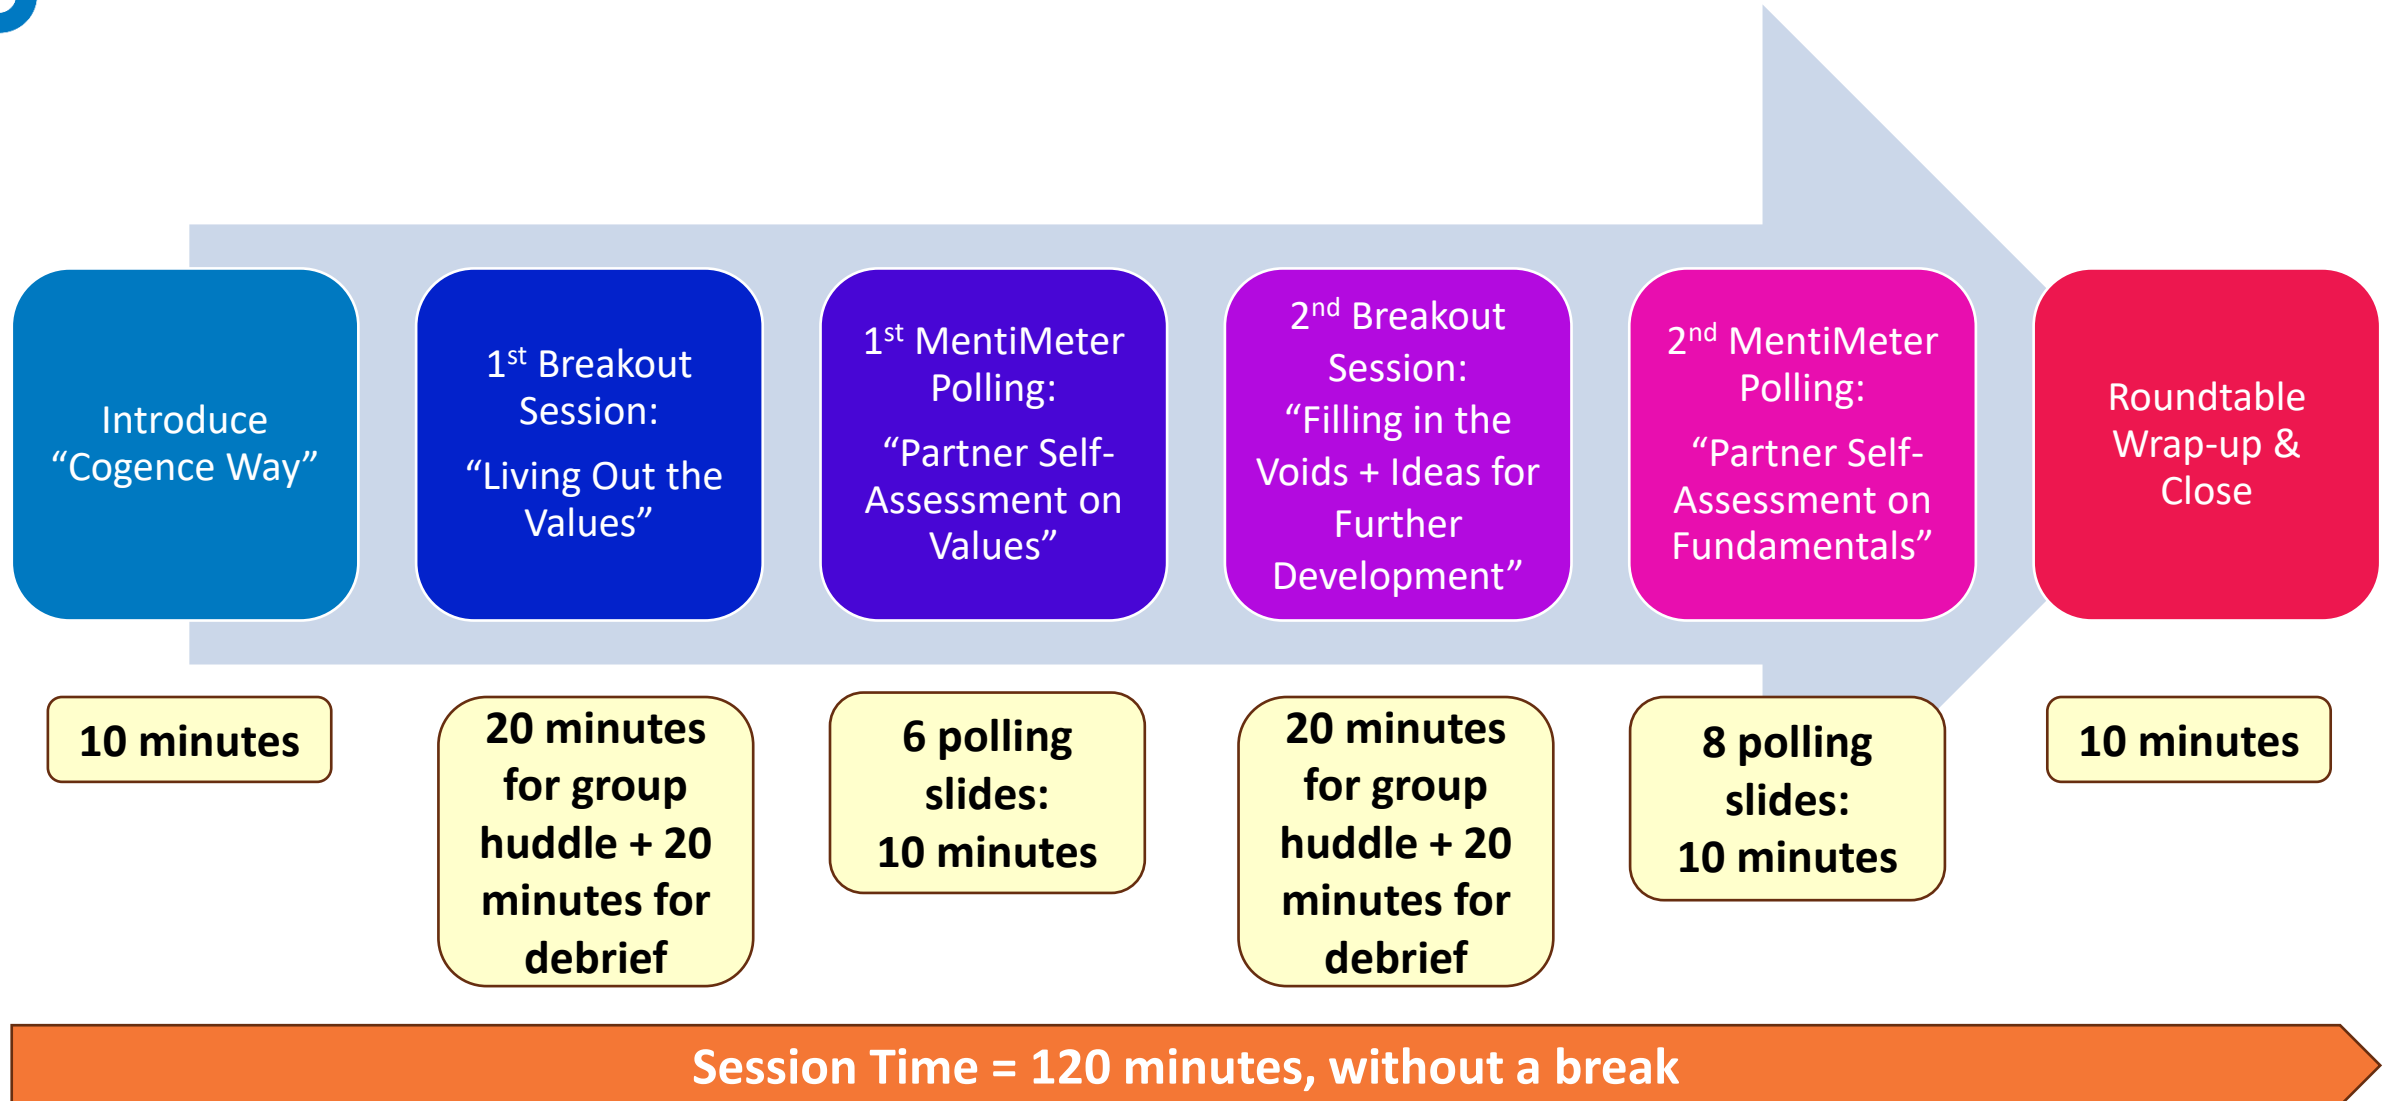 Introduce
“Cogence Way”
1st Breakout
Session:
“Living Out the
Values”
1st MentiMeter
Polling:
“Partner Self-
Assessment on
Values”
2nd Breakout
Session:
“Filling in the
Voids + Ideas for
Further
Development”
2nd MentiMeter
Polling:
“Partner Self-
Assessment on
Fundamentals”
Roundtable
Wrap-up &
Close
10 minutes
20 minutes
for group
huddle + 20
minutes for
debrief
6 polling
slides:
10 minutes
20 minutes
for group
huddle + 20
minutes for
debrief
8 polling
slides:
10 minutes
10 minutes
Session Time = 120 minutes, without a break